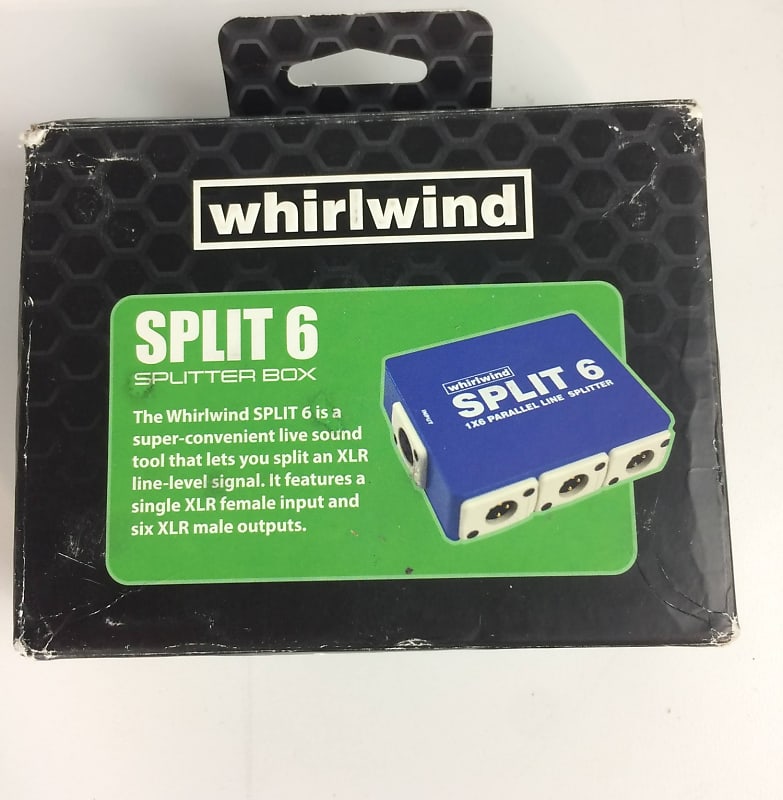 whirlwind
SPLIT 6
SPLITTER BOX
The Whirlwind SPLIT 6 is a
super-convenient live sound
tool that lets you split an XLR
line-level signal. It features a
single XLR female input and
six XLR male outputs.
whirlwind
SPLIT 6
1X6 PARALLEL LINE SPLITTER
INPUT